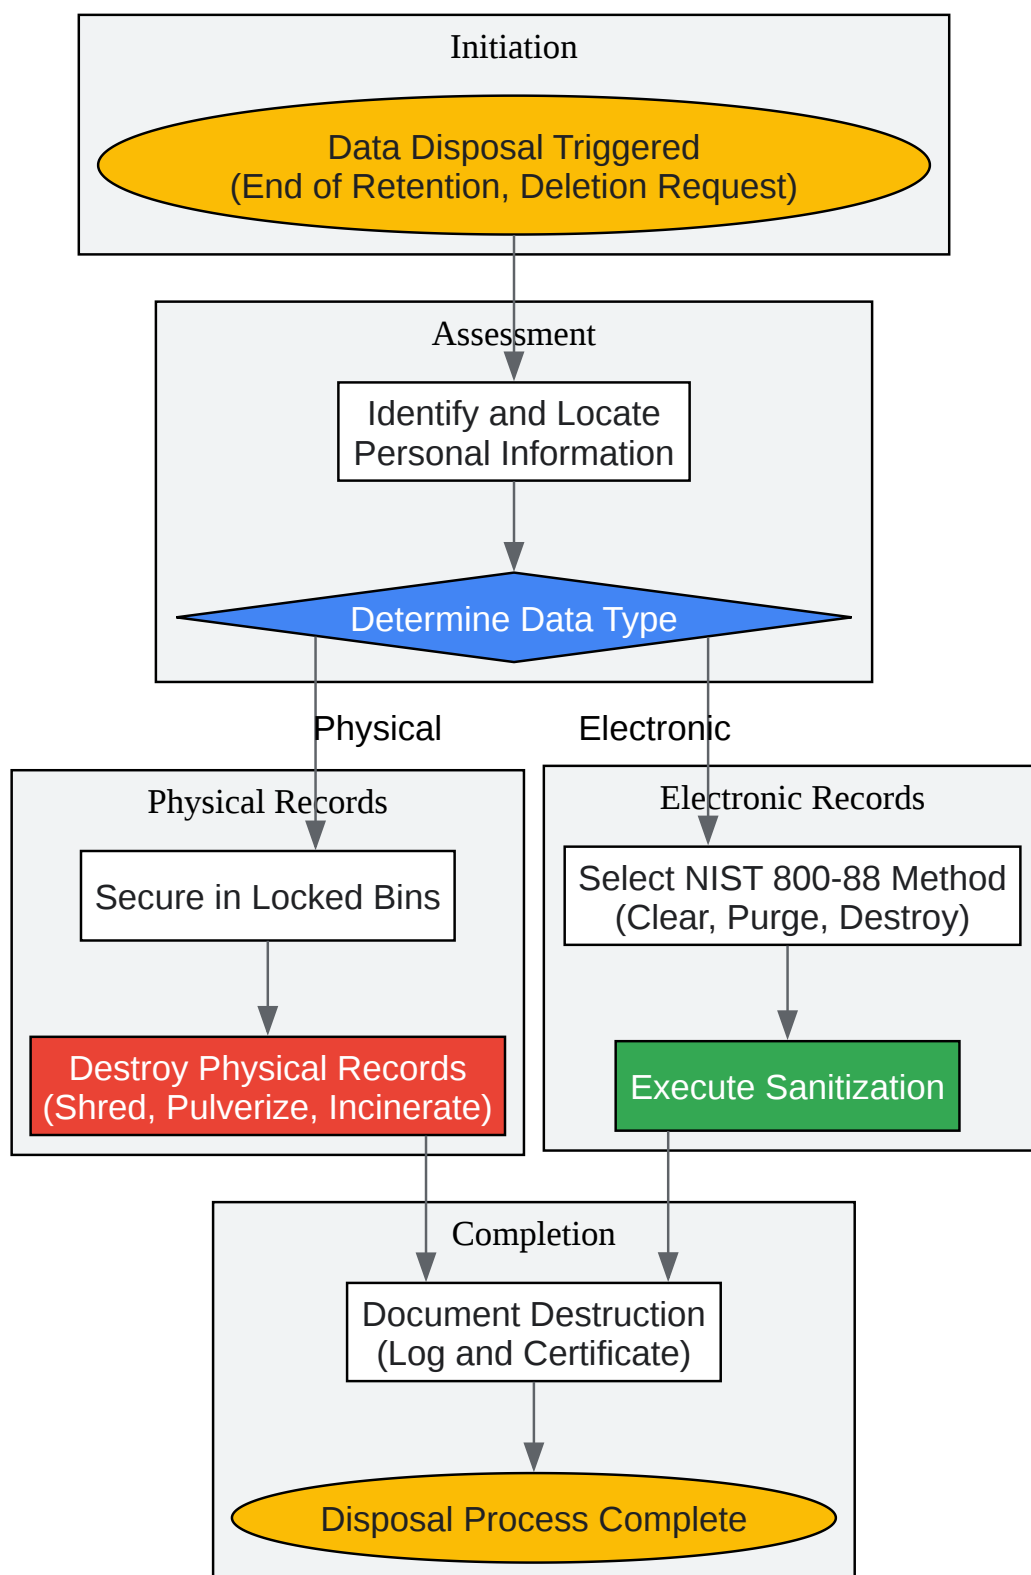 Initiation
Data Disposal Triggered
(End of Retention, Deletion Request)
Assessment
Identify and Locate
Personal Information
Determine Data Type
Physical
Electronic
Physical Records
Secure in Locked Bins
Destroy Physical Records
(Shred, Pulverize, Incinerate)
Electronic Records
Select NIST 800-88 Method
(Clear, Purge, Destroy)
Execute Sanitization
Completion
Document Destruction
(Log and Certificate)
Disposal Process Complete